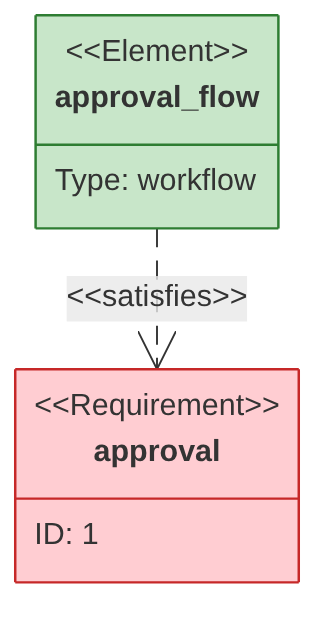 <<Element>>
approval_flow
Type: workflow
<<satisfies>>
<<Requirement>>
approval
ID: 1